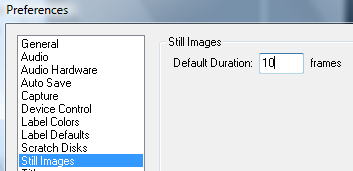 Preferences
General
Audio
Audio Hardware
Auto Save
Capture
Device Control
Label Colors
Label Defaults
Scratch Disks
Still Images
Still Images
Default Duration: 10 frames